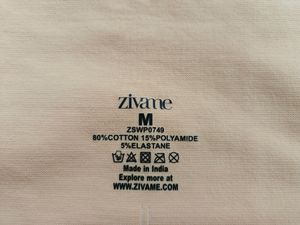 zivame
M
ZSWP0749
80%COTTON 15%POLYAMIDE
5%ELASTANE
Made in India
Explore more at
WWW.ZIVAME.COM